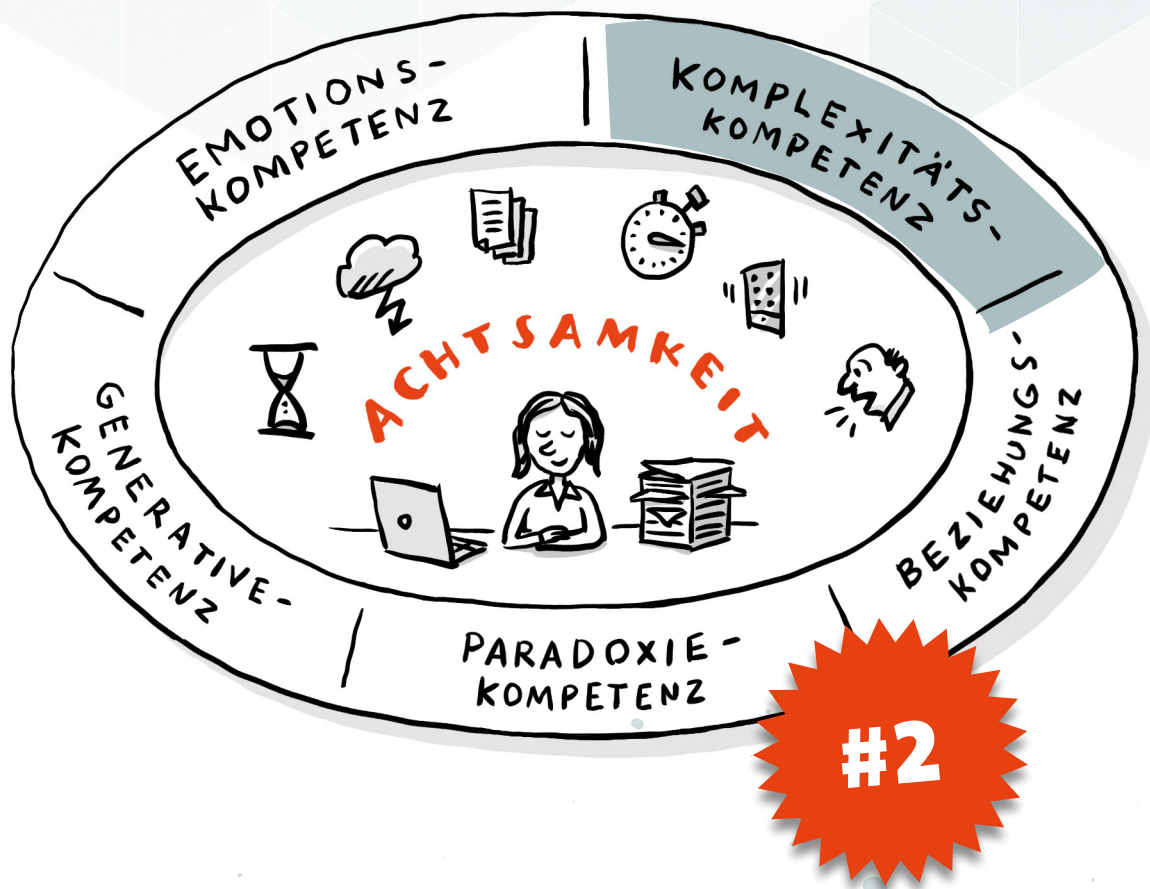 EMOTIONS-
KOMPETENZ
KOMPLEXITÄTS-
KOMPETENZ
ACHTSAMKEIT
GENERATIVE-
KOMPETENZ
BEZIEHUNGS-
KOMPETENZ
PARADOXIE-
KOMPETENZ
#2